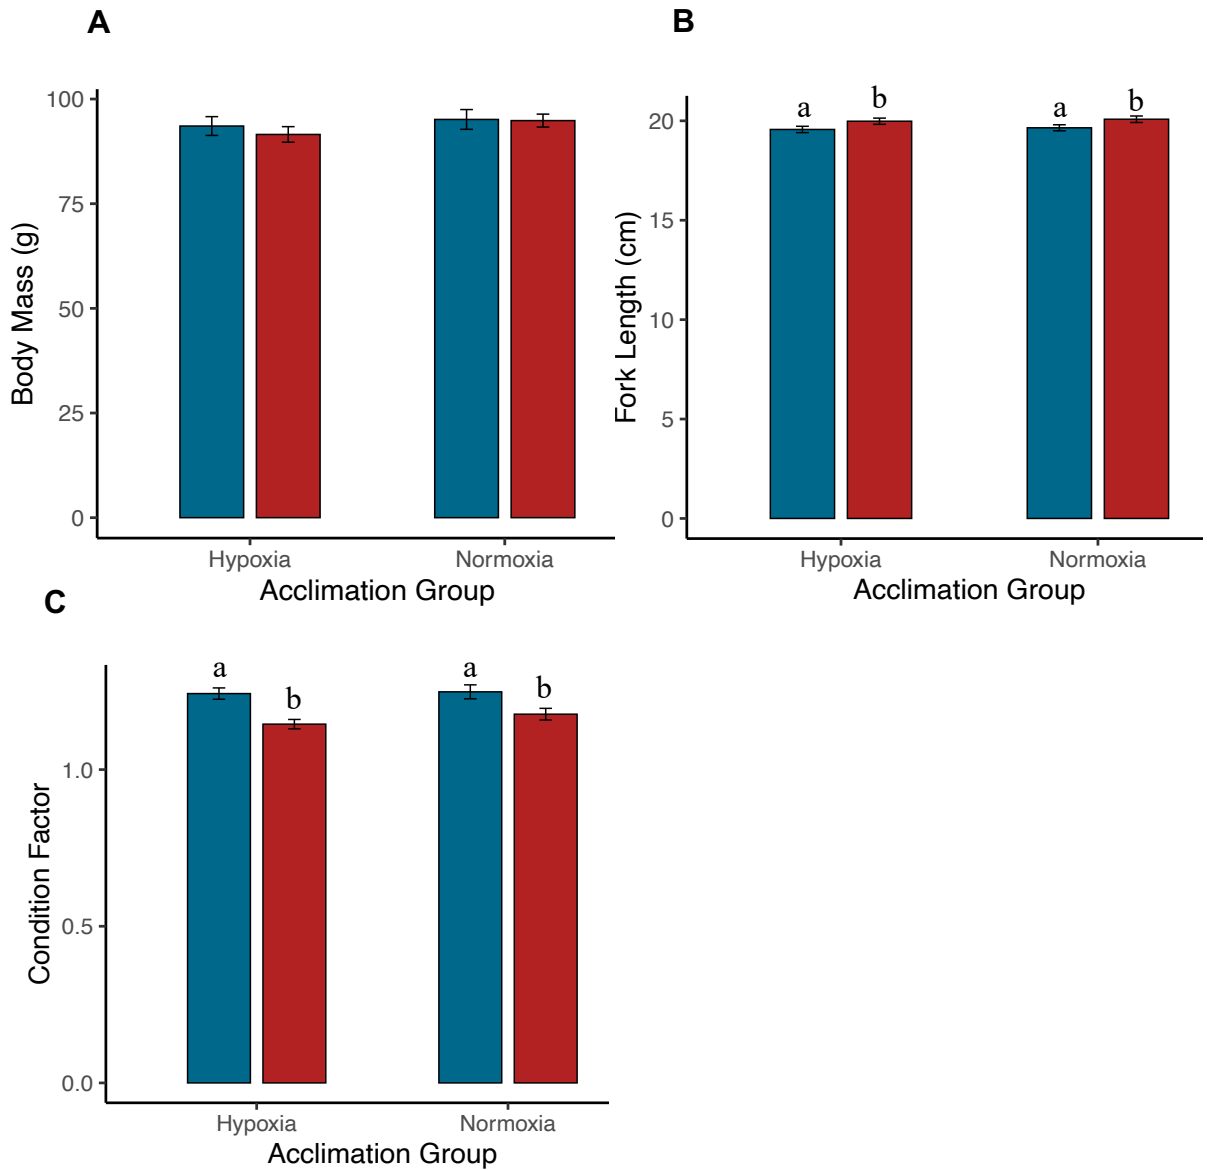 A
100
75
50
25
0
Body Mass (g)
Hypoxia Normoxia
Acclimation Group
B
a b a b
20
15
10
5
0
Fork Length (cm)
Hypoxia Normoxia
Acclimation Group
C
a b a b
1.0
0.5
0.0
Condition Factor
Hypoxia Normoxia
Acclimation Group